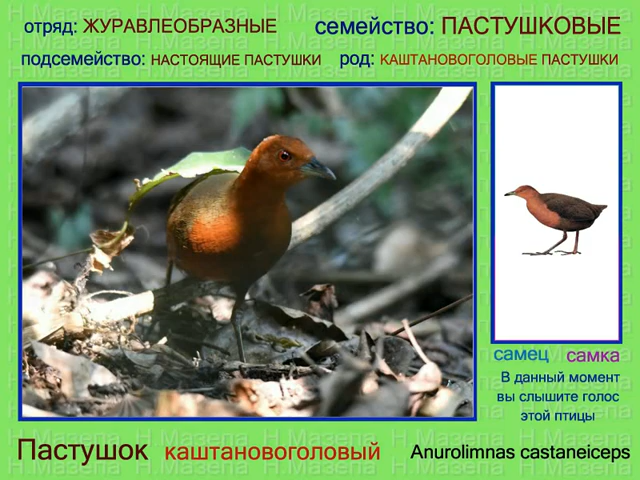 отряд: ЖУРАВЛЕОБРАЗНЫЕ семейство: ПАСТУШКОВЫЕ
подсемейство: НАСТОЯЩИЕ ПАСТУШКИ род: КАШТАНОВОГОЛОВЫЕ ПАСТУШКИ
самец самка
В данный момент
вы слышите голос
этой птицы
Пастушок каштановоголовый Anurolimnas castaneiceps
Н.Мазепа